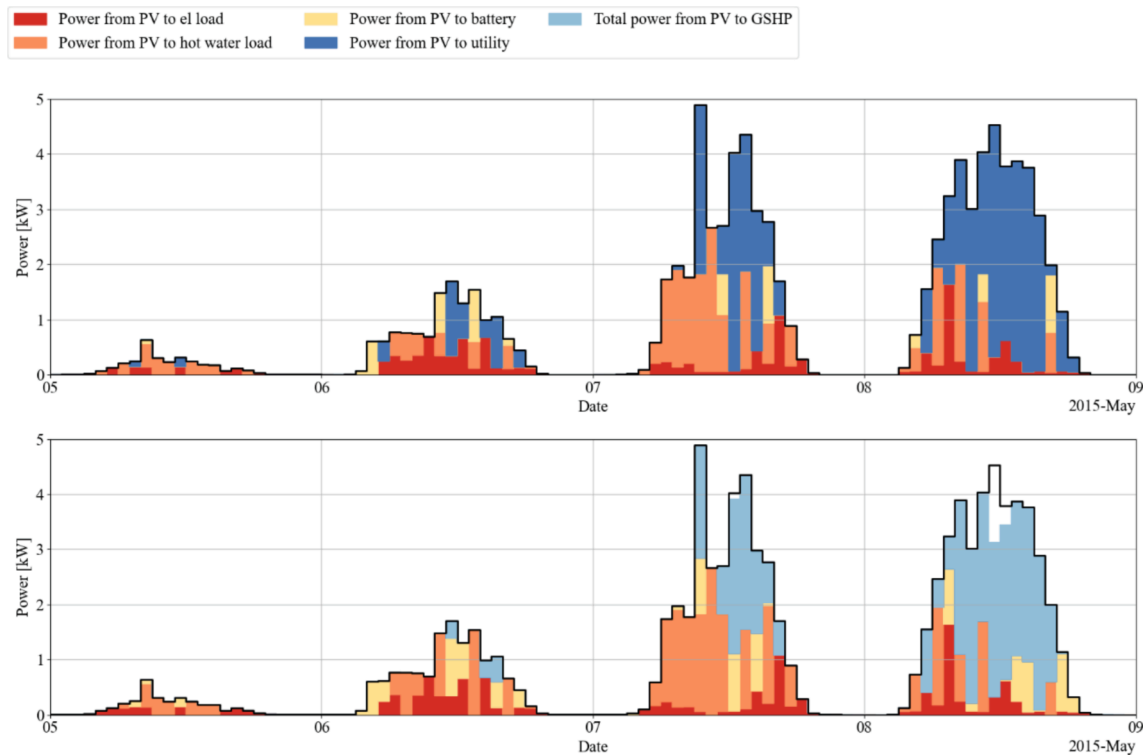 Power from PV to el load Power from PV to battery Total power from PV to GSHP
Power from PV to hot water load Power from PV to utility
5
4
3
2
1
0
Power [kW]
05 06 07 08 09
Date 2015-May
5
4
3
2
1
0
Power [kW]
05 06 07 08 09
Date 2015-May